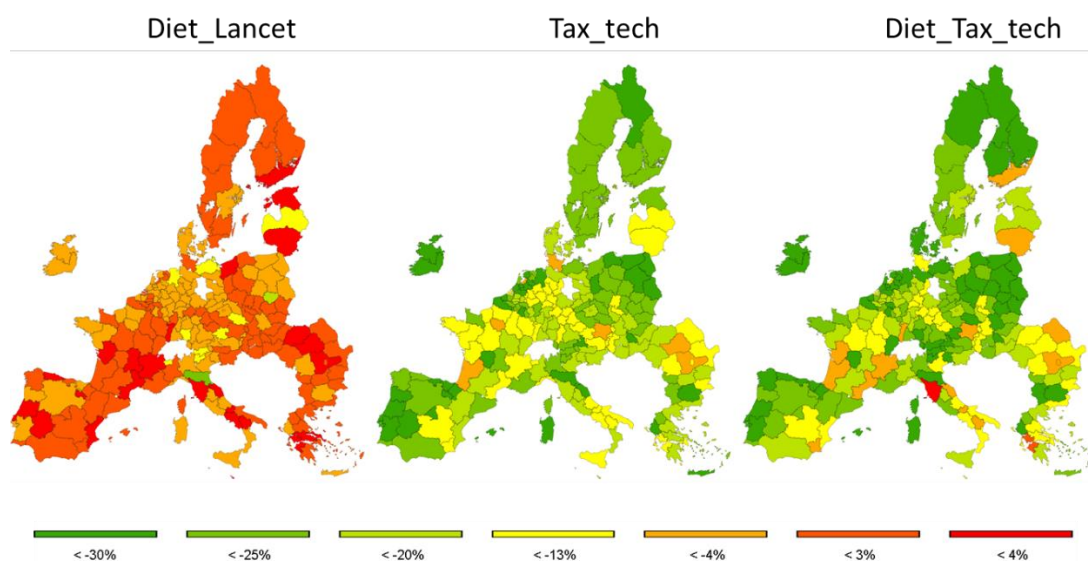 Diet_Lancet Tax_tech Diet_Tax_tech
< -30% < -25% < -20% < -13% < -4% < 3% < 4%